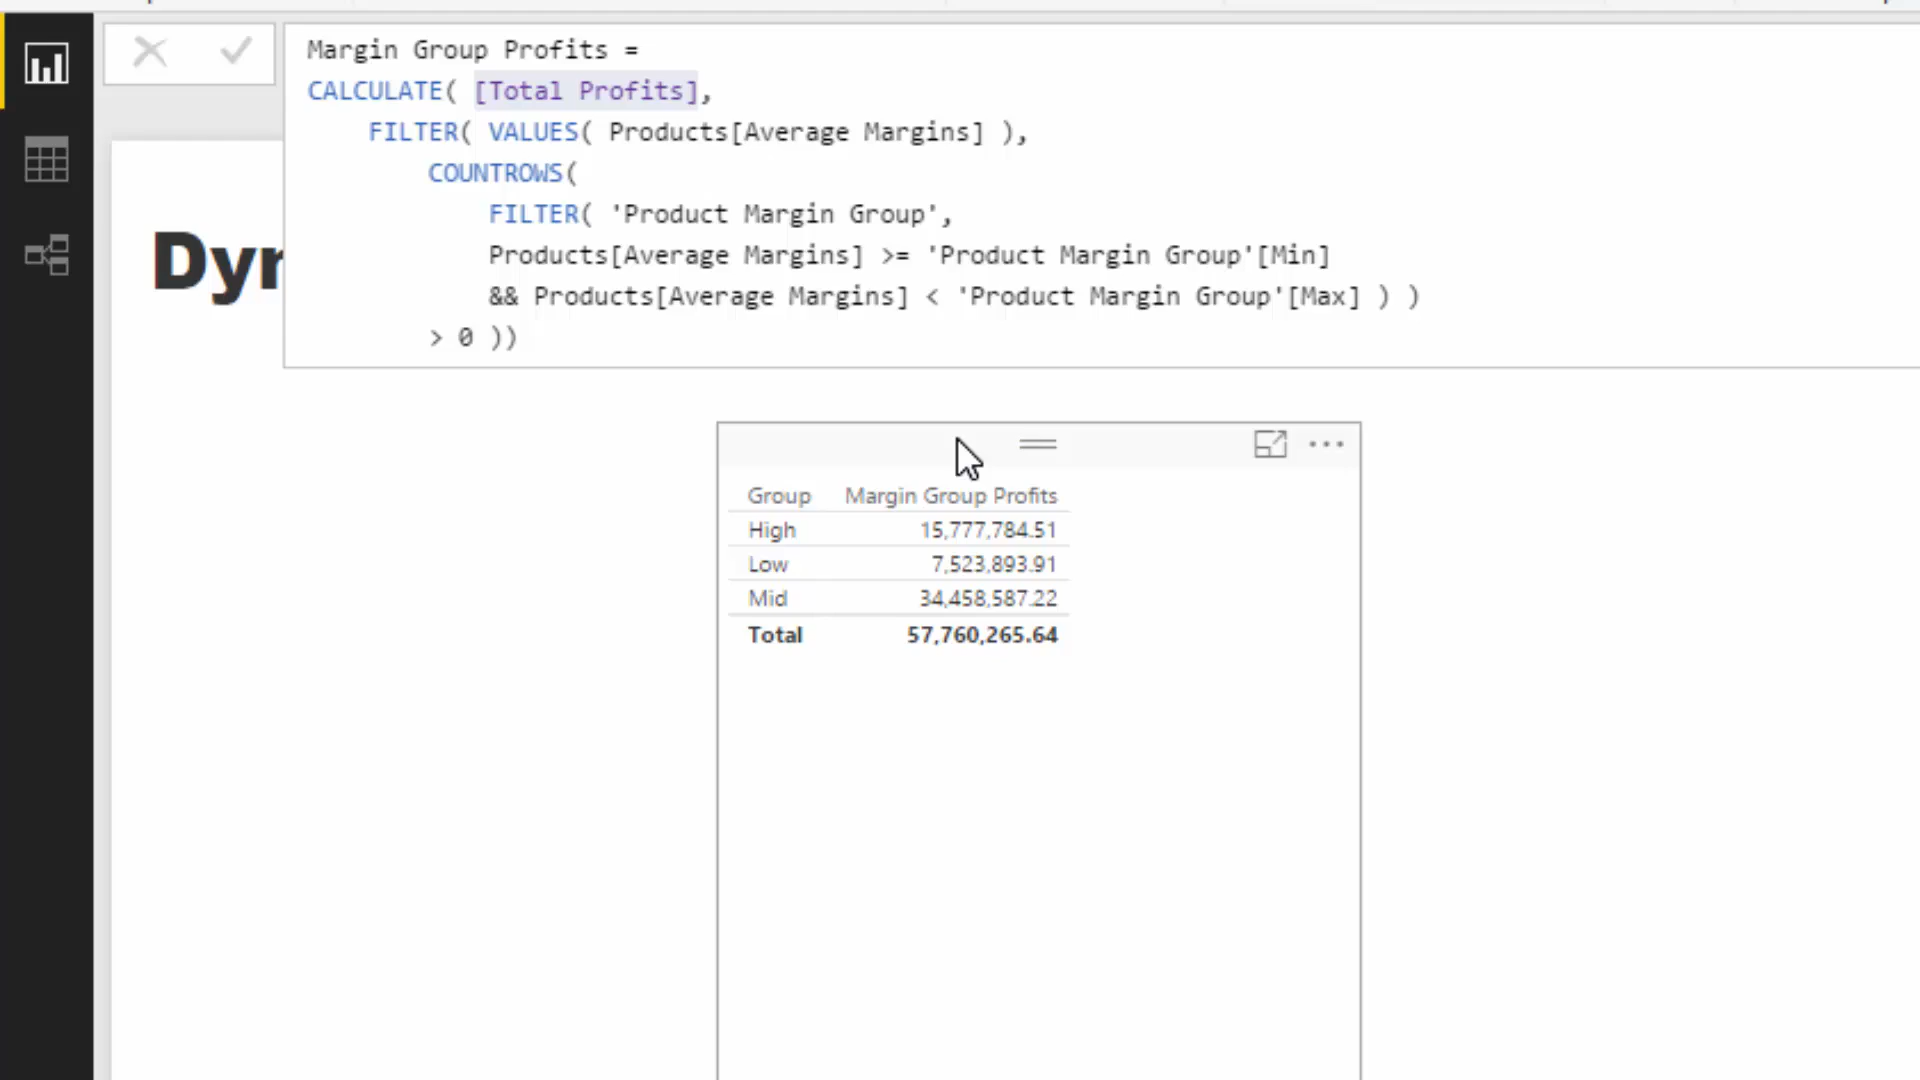 Margin Group Profits =
CALCULATE( [Total Profits],
FILTER( VALUES( Products[Average Margins] ),
COUNTROWS(
FILTER( 'Product Margin Group',
Products[Average Margins] >= 'Product Margin Group'[Min]
&& Products[Average Margins] < 'Product Margin Group'[Max] ) )
> 0 ))
Dyn
Group Margin Group Profits
High 15,777,784.51
Low 7,523,893.91
Mid 34,458,587.22
Total 57,760,265.64